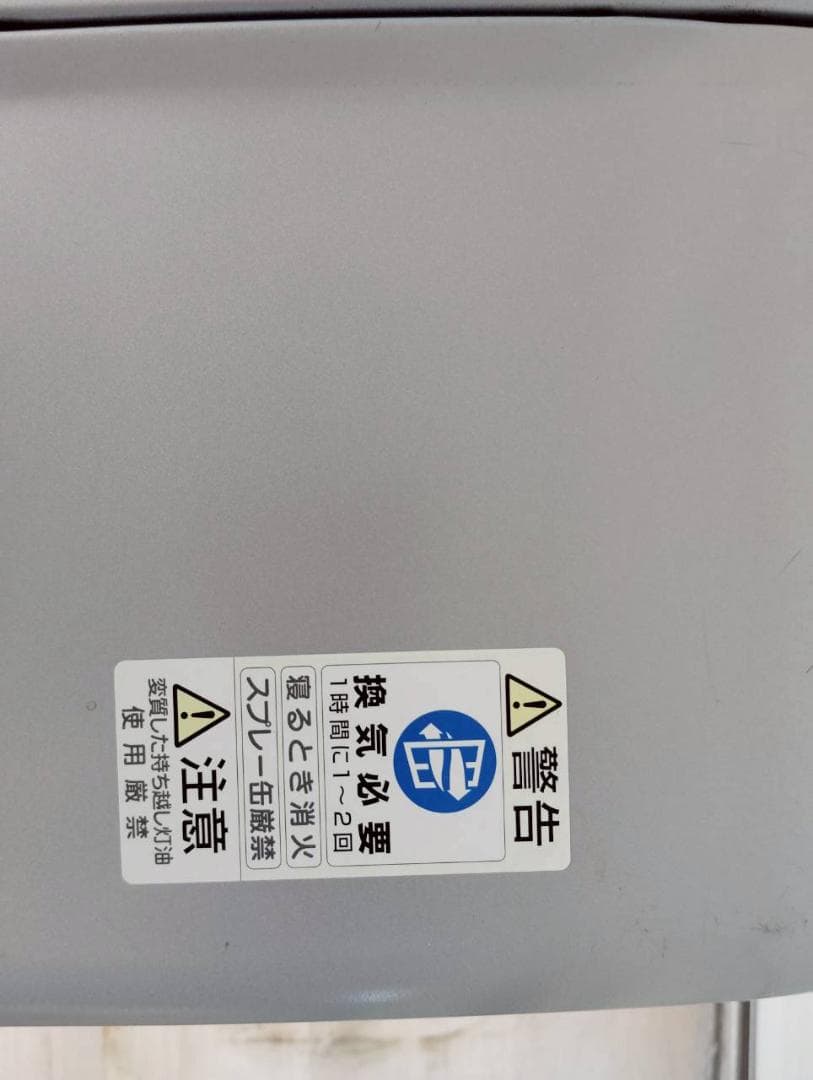 警告
換気必要
1時間に1～2回
寝るとき消火
スプレー缶厳禁
注意
変質した持ち越し灯油
使用厳禁